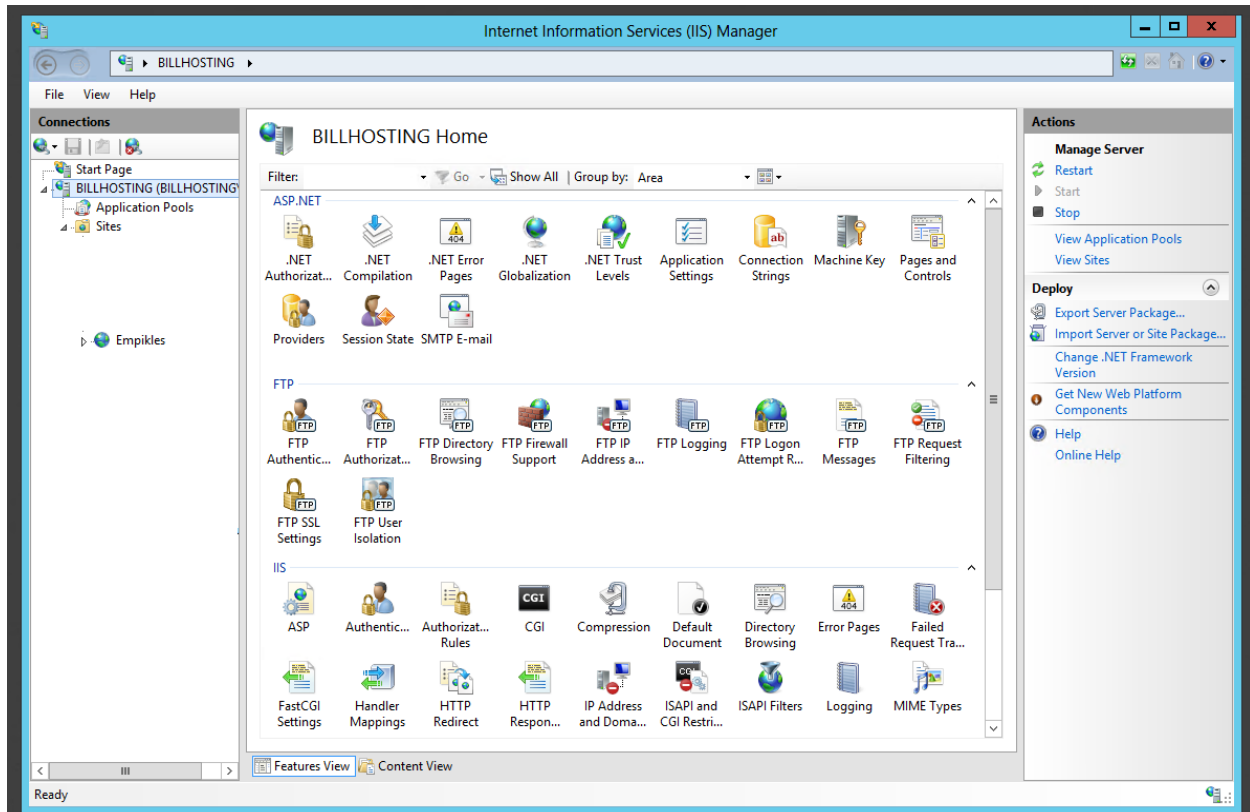 Internet Information Services (IIS) Manager
BILLHOSTING
File View Help
Connections
Start Page
BILLHOSTING (BILLHOSTING\
Application Pools
Sites
Empikles
BILLHOSTING Home
Filter: Go Show All Group by: Area
ASP.NET
.NET Authorizat...
.NET Compilation
.NET Error Pages
.NET Globalization
.NET Trust Levels
Application Settings
Connection Strings
Machine Key
Pages and Controls
Providers
Session State
SMTP E-mail
FTP
FTP Authentic...
FTP Authorizat...
FTP Directory Browsing
FTP Firewall Support
FTP IP Address a...
FTP Logging
FTP Logon Attempt R...
FTP Messages
FTP Request Filtering
FTP SSL Settings
FTP User Isolation
IIS
ASP
Authentic...
Authorizat... Rules
CGI
Compression
Default Document
Directory Browsing
Error Pages
Failed Request Tra...
FastCGI Settings
Handler Mappings
HTTP Redirect
HTTP Respon...
IP Address and Doma...
ISAPI and CGI Restri...
ISAPI Filters
Logging
MIME Types
Features View Content View
Actions
Manage Server
Restart
Start
Stop
View Application Pools
View Sites
Deploy
Export Server Package...
Import Server or Site Package...
Change .NET Framework
Version
Get New Web Platform
Components
Help
Online Help
Ready